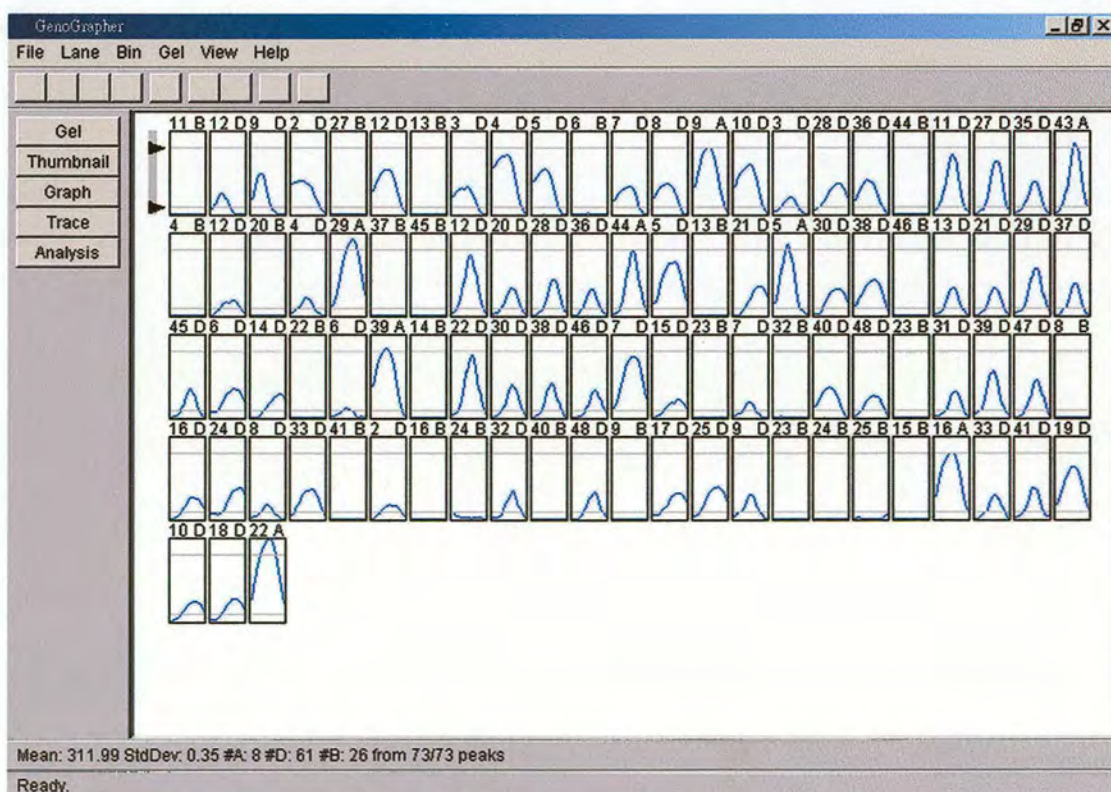 GenoGrapher
File Lane Bin Gel View Help
Gel
Thumbnail
Graph
Trace
Analysis
11 B 12 D 9 D 2 D 27 B 12 D 13 B 3 D 4 D 5 D 6 B 7 D 8 D 9 A 10 D 3 D 28 D 36 D 44 B 11 D 27 D 35 D 43 A
4 B 12 D 20 B 4 D 29 A 37 B 45 B 12 D 20 D 28 D 36 D 44 A 5 D 13 B 21 D 5 A 30 D 38 D 46 B 13 D 21 D 29 D 37 D
45 D 6 D 14 D 22 B 6 D 39 A 14 B 22 D 30 D 38 D 46 D 7 D 15 D 23 B 7 D 32 B 40 D 48 D 23 B 31 D 39 D 47 D 8 B
16 D 24 D 8 D 33 D 41 B 2 D 16 B 24 B 32 D 40 B 48 D 9 B 17 D 25 D 9 D 23 B 24 B 25 B 15 B 16 A 33 D 41 D 19 D
10 D 18 D 22 A
Mean: 311.99 StdDev: 0.35 #A: 8 #D: 61 #B: 26 from 73/73 peaks
Ready.